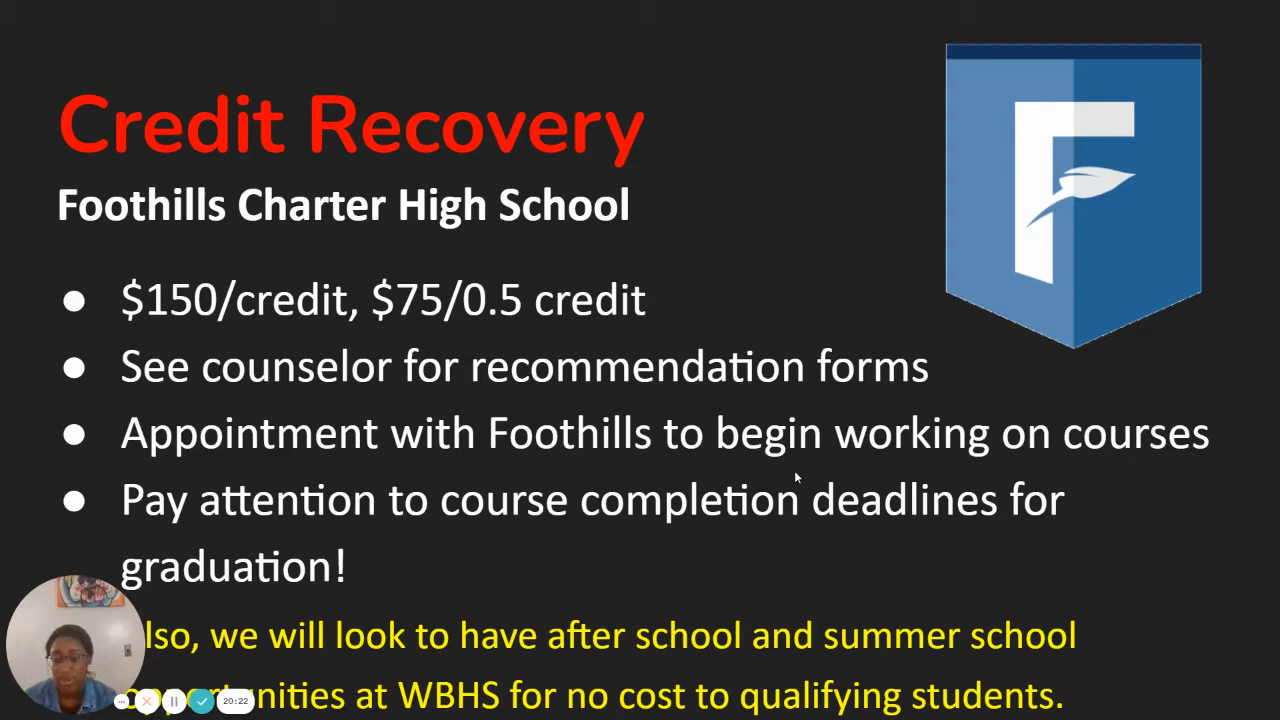 Credit Recovery
Foothills Charter High School
F
● $150/credit, $75/0.5 credit
● See counselor for recommendation forms
● Appointment with Foothills to begin working on courses
● Pay attention to course completion deadlines for
graduation!
lso, we will look to have after school and summer school
nities at WBHS for no cost to qualifying students.
20:22